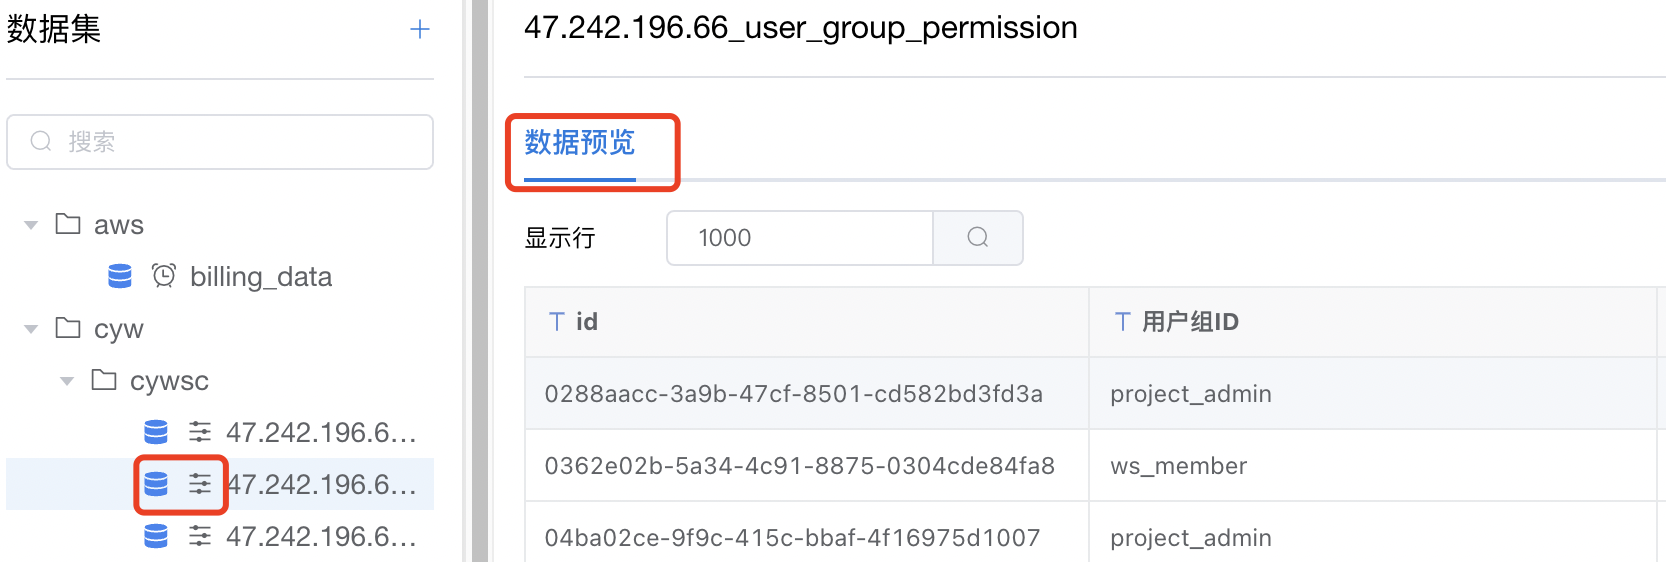 数据集
搜索
aws
billing_data
cyw
cywsc
47.242.196.6...
47.242.196.6...
47.242.196.6...
47.242.196.66_user_group_permission
数据预览
显示行 1000
id 用户组ID
0288aacc-3a9b-47cf-8501-cd582bd3fd3a project_admin
0362e02b-5a34-4c91-8875-0304cde84fa8 ws_member
04ba02ce-9f9c-415c-bbaf-4f16975d1007 project_admin